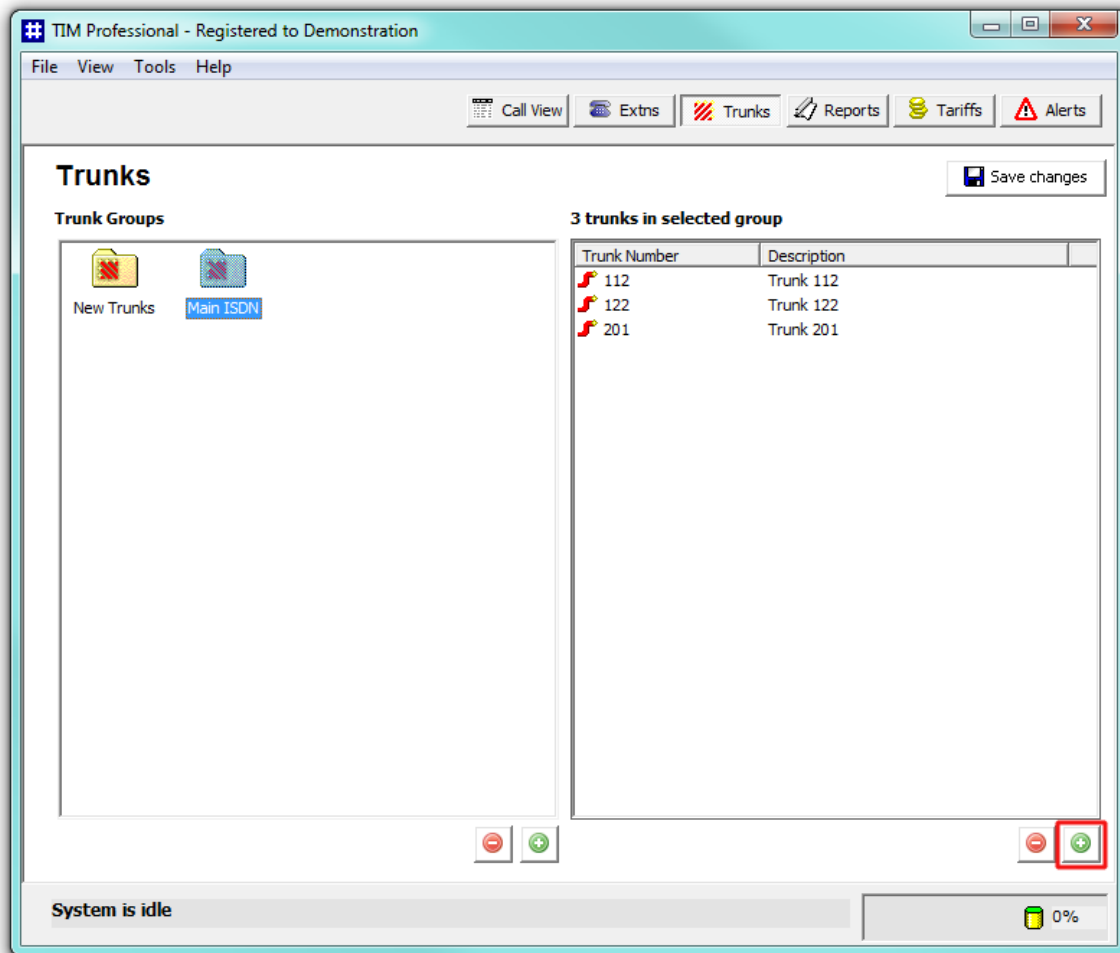 TIM Professional - Registered to Demonstration
File View Tools Help
Call View Extns Trunks Reports Tariffs Alerts
Trunks
Save changes
Trunk Groups
3 trunks in selected group
New Trunks Main ISDN
Trunk Number Description
112 Trunk 112
122 Trunk 122
201 Trunk 201
System is idle
0%